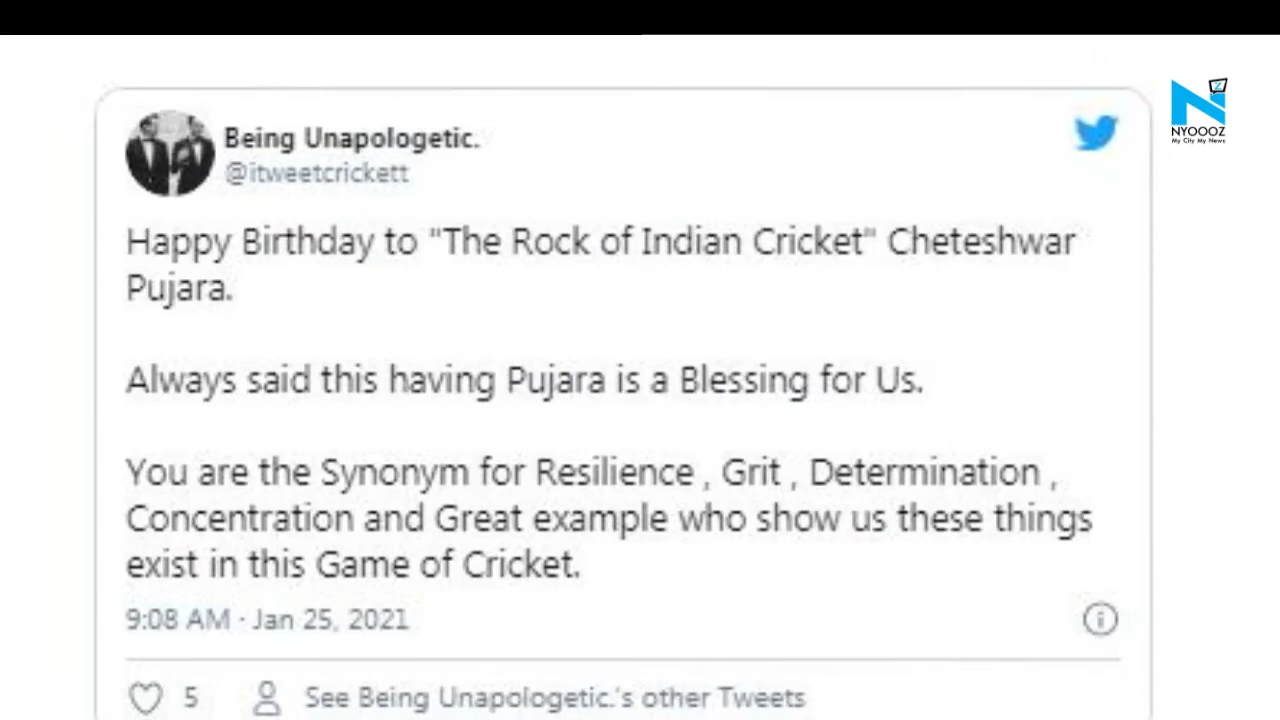 Being Unapologetic.
@itweetcrickett
NYOOOZ
My City My News
Happy Birthday to "The Rock of Indian Cricket" Cheteshwar
Pujara.
Always said this having Pujara is a Blessing for Us.
You are the Synonym for Resilience , Grit , Determination ,
Concentration and Great example who show us these things
exist in this Game of Cricket.
9:08 AM · Jan 25, 2021
5 See Being Unapologetic.'s other Tweets